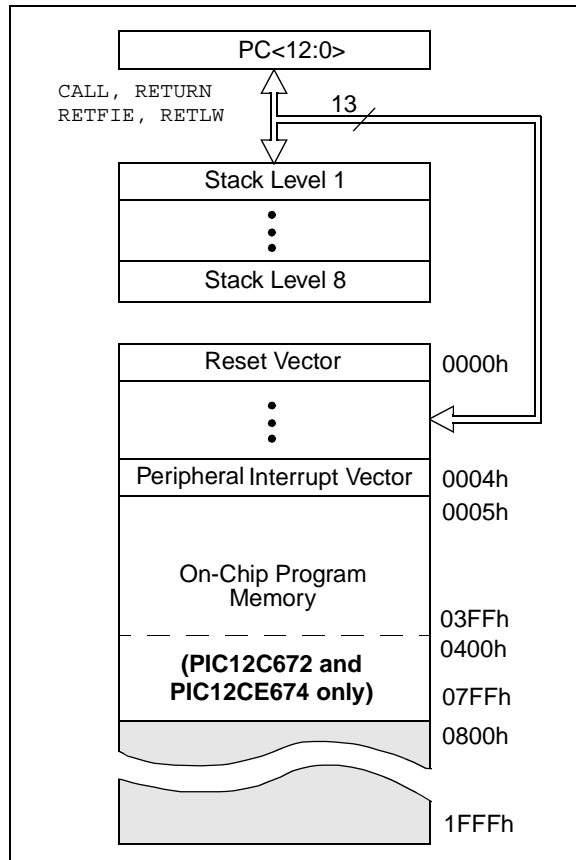 PC<12:0>
CALL, RETURN
RETFIE, RETLW
13
Stack Level 1
Stack Level 8
Reset Vector
0000h
Peripheral Interrupt Vector
0004h
0005h
On-Chip Program
Memory
03FFh
0400h
(PIC12C672 and
PIC12CE674 only)
07FFh
0800h
1FFFh